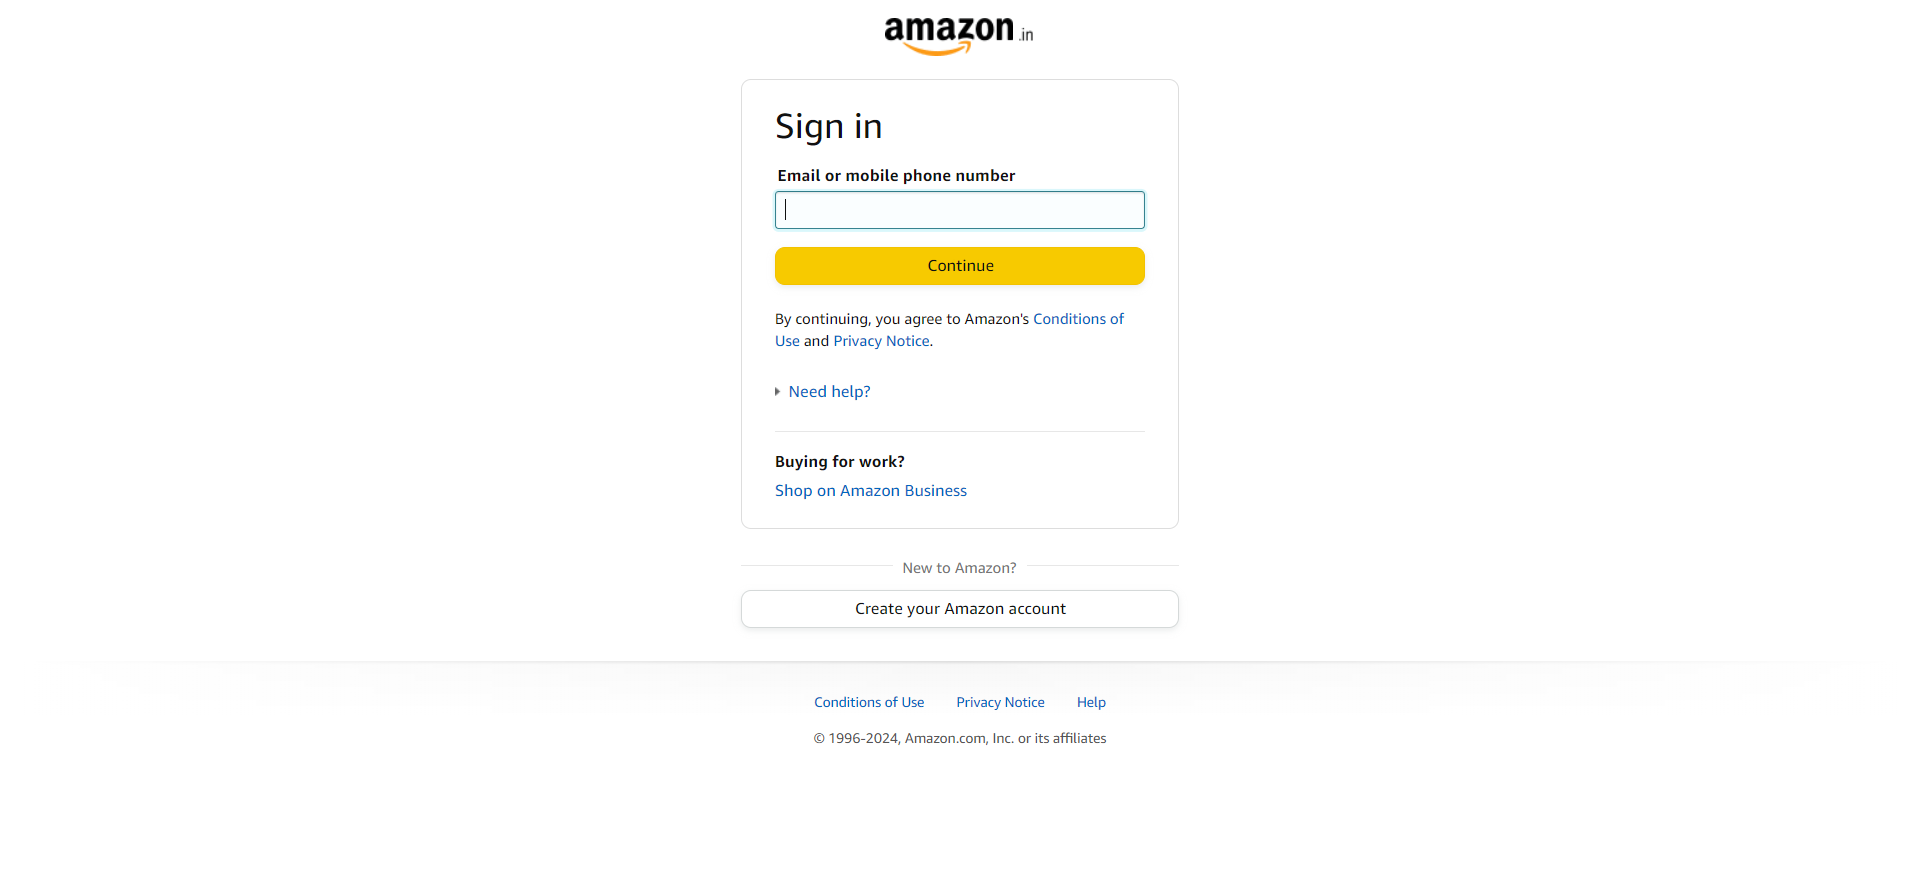 amazon.in
Sign in
Email or mobile phone number
Continue
By continuing, you agree to Amazon's Conditions of
Use and Privacy Notice.
Need help?
Buying for work?
Shop on Amazon Business
New to Amazon?
Create your Amazon account
Conditions of Use Privacy Notice Help
© 1996-2024, Amazon.com, Inc. or its affiliates